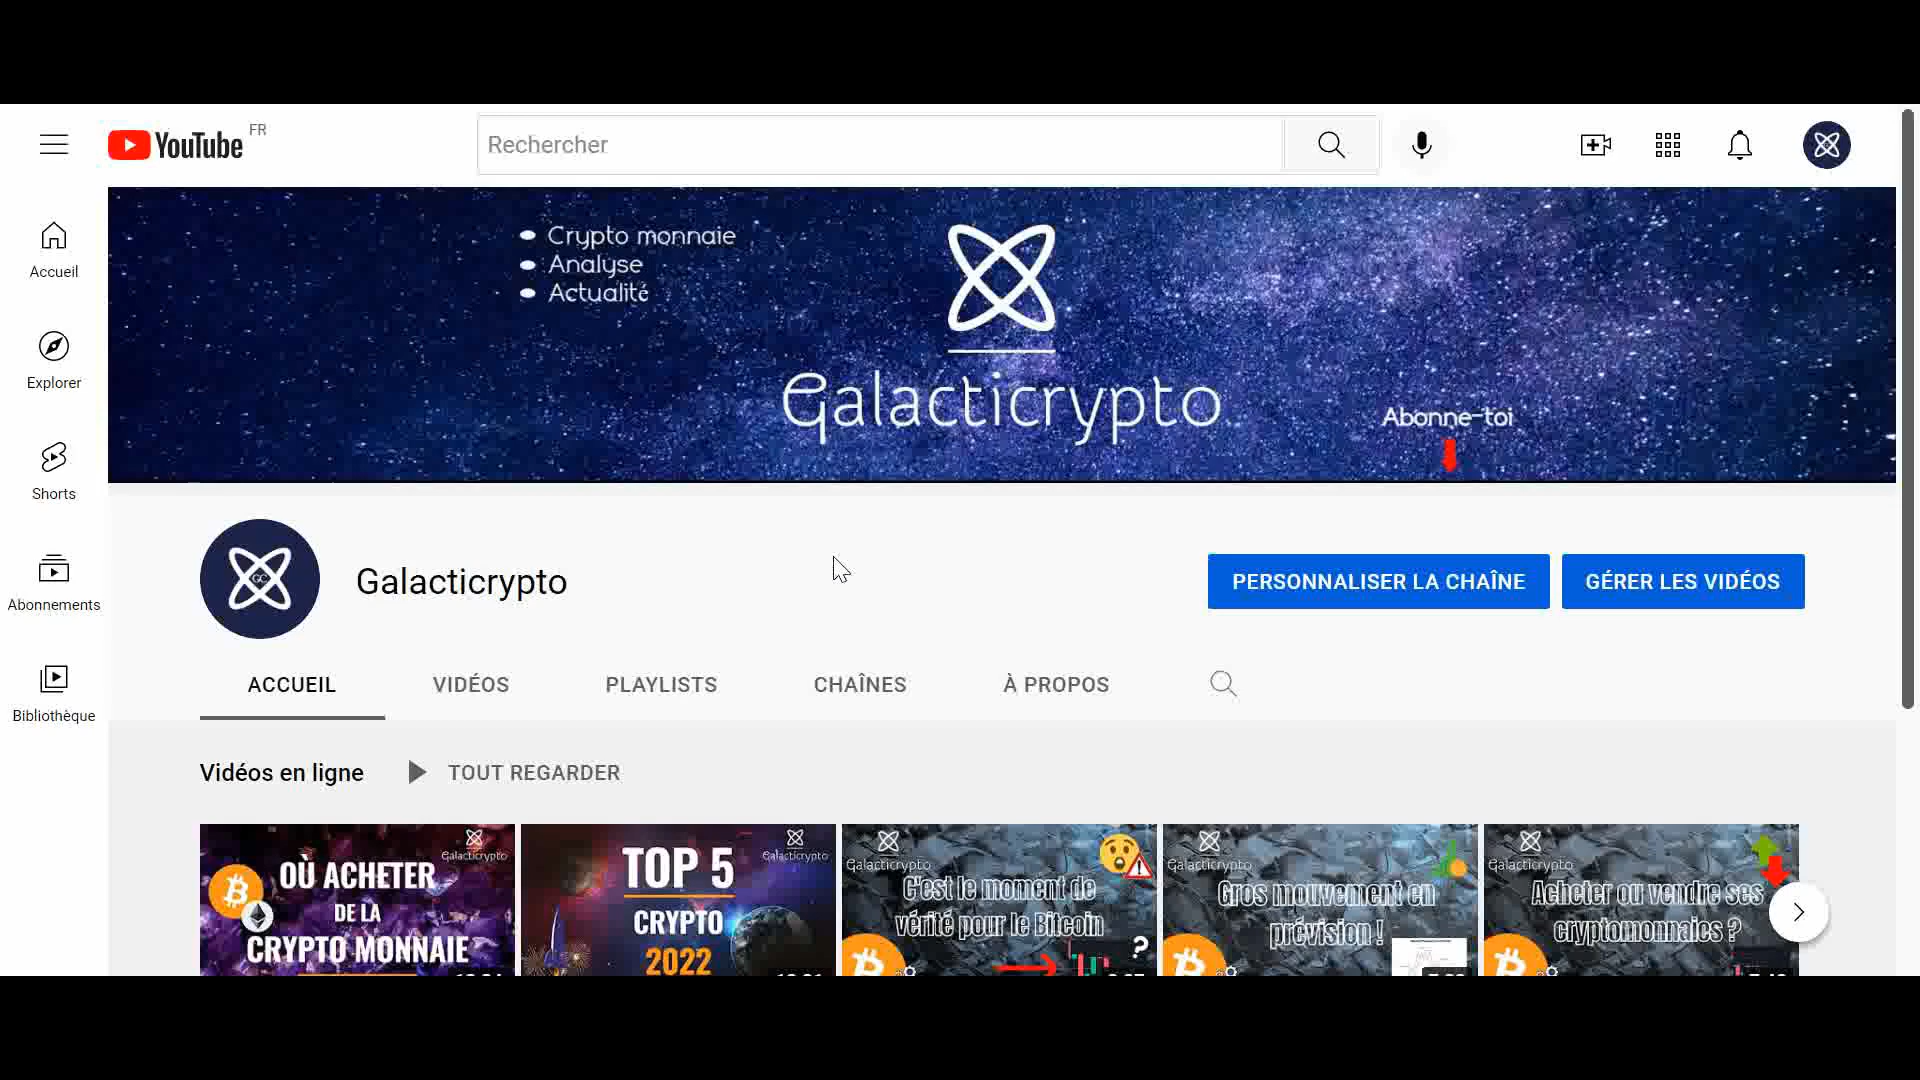 YouTube FR
Rechercher
Accueil
Explorer
Shorts
Abonnements
Bibliothèque
Crypto monnaie
Analyse
Actualité
Galacticrypto
Abonne-toi
GC
Galacticrypto
PERSONNALISER LA CHAÎNE
GÉRER LES VIDÉOS
ACCUEIL
VIDÉOS
PLAYLISTS
CHAÎNES
À PROPOS
Vidéos en ligne
TOUT REGARDER
Galacticrypto
OÙ ACHETER
DE LA
CRYPTO MONNAIE
Galacticrypto
TOP 5
CRYPTO
2022
Galacticrypto
C'est le moment de
vérité pour le Bitcoin
?
Galacticrypto
Gros mouvement en
prévision !
Galacticrypto
Acheter ou vendre ses
cryptomonnaies ?